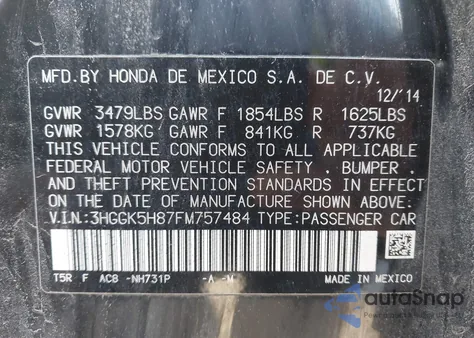 MFD.BY HONDA DE MEXICO S.A. DE C.V.
12/'14
GVWR 3479LBS GAWR F 1854LBS R 1625LBS
GVWR 1578KG GAWR F 841KG R 737KG
THIS VEHICLE CONFORMS TO ALL APPLICABLE
FEDERAL MOTOR VEHICLE SAFETY . BUMPER .
AND THEFT PREVENTION STANDARDS IN EFFECT
ON THE DATE OF MANUFACTURE SHOWN ABOVE.
V.I.N.:3HGGK5H87FM757484 TYPE:PASSENGER CAR
T5R F AC8 -NH731P -A -M- MADE IN MEXICO
autoSnap